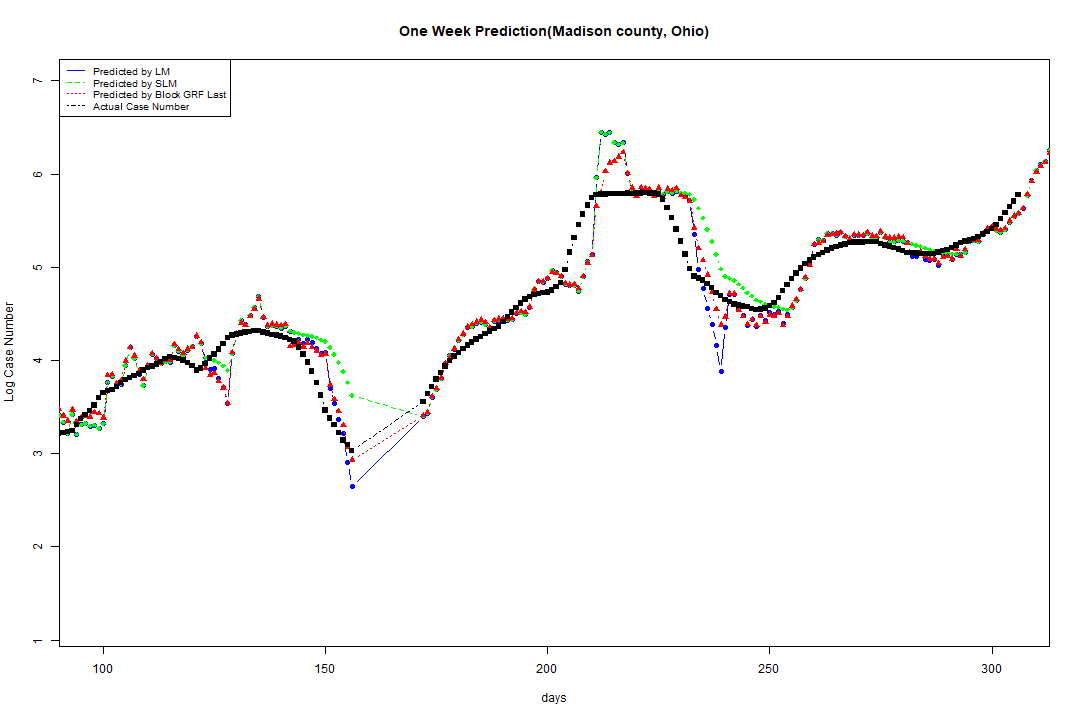 One Week Prediction(Madison county, Ohio)
Predicted by LM
Predicted by SLM
Predicted by Block GRF Last
Actual Case Number
7
6
5
4
3
2
1
Log Case Number
100 150 200 250 300
days